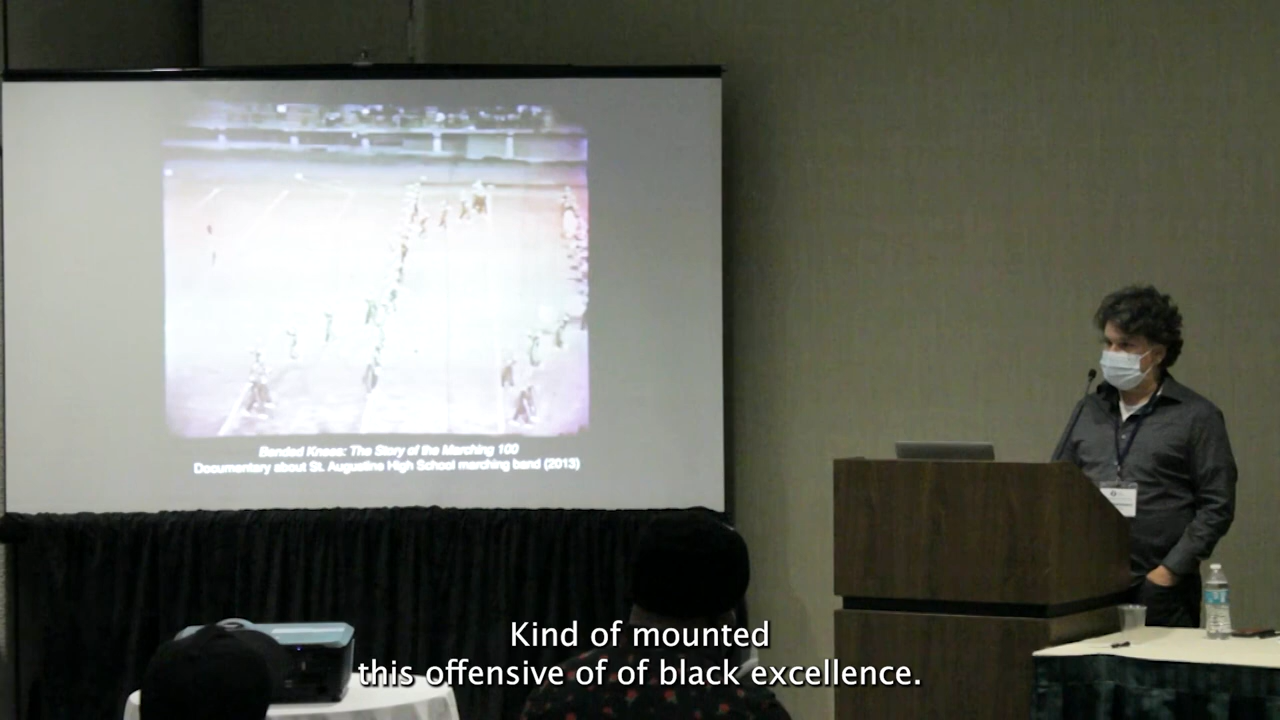 Bended Knees: The Story of the Marching 100
Documentary about St. Augustine High School marching band (2013)
Kind of mounted
this offensive of of black excellence.